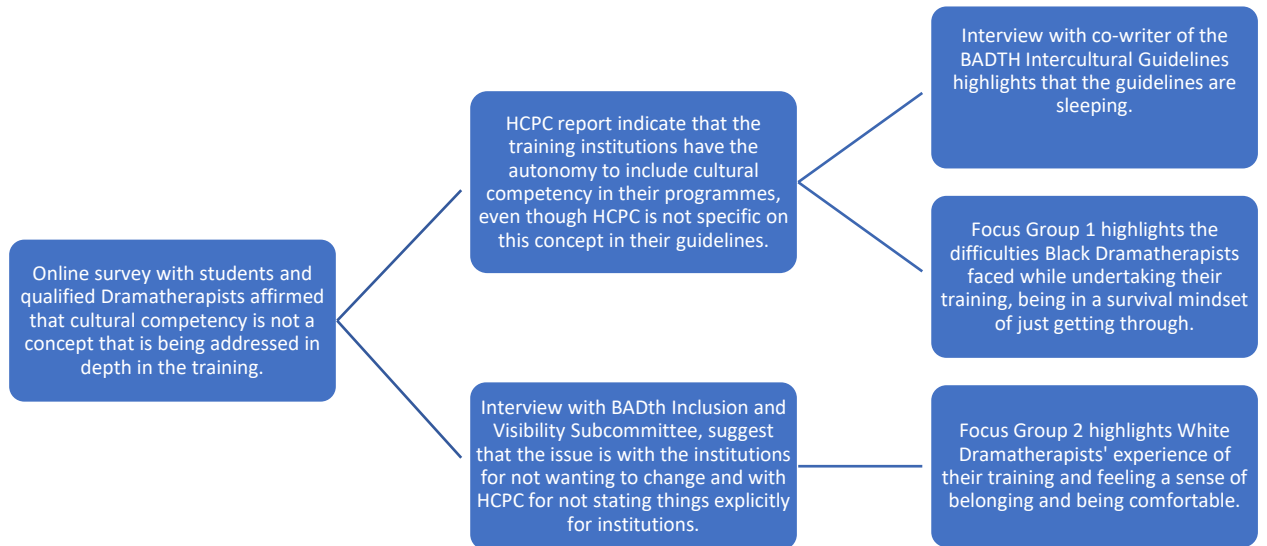 Online survey with students and
qualified Dramatherapists affirmed
that cultural competency is not a
concept that is being addressed in
depth in the training.
HCPC report indicate that the
training institutions have the
autonomy to include cultural
competency in their programmes,
even though HCPC is not specific on
this concept in their guidelines.
Interview with co-writer of the
BADTH Intercultural Guidelines
highlights that the guidelines are
sleeping.
Focus Group 1 highlights the
difficulties Black Dramatherapists
faced while undertaking their
training, being in a survival mindset
of just getting through.
Interview with BADth Inclusion and
Visibility Subcommittee, suggest
that the issue is with the institutions
for not wanting to change and with
HCPC for not stating things explicitly
for institutions.
Focus Group 2 highlights White
Dramatherapists' experience of
their training and feeling a sense of
belonging and being comfortable.